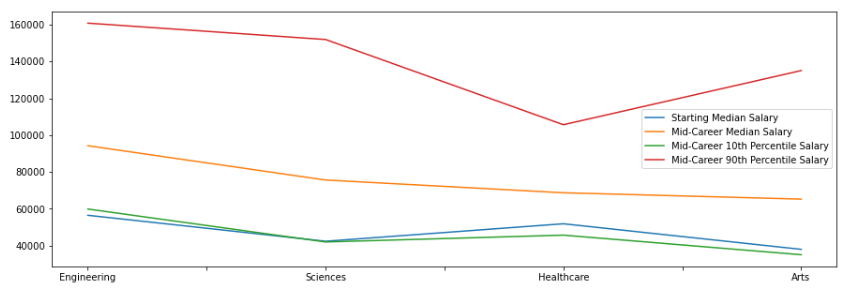 160000
140000
120000
100000
80000
60000
40000
Starting Median Salary
Mid-Career Median Salary
Mid-Career 10th Percentile Salary
Mid-Career 90th Percentile Salary
Engineering
Sciences
Healthcare
Arts